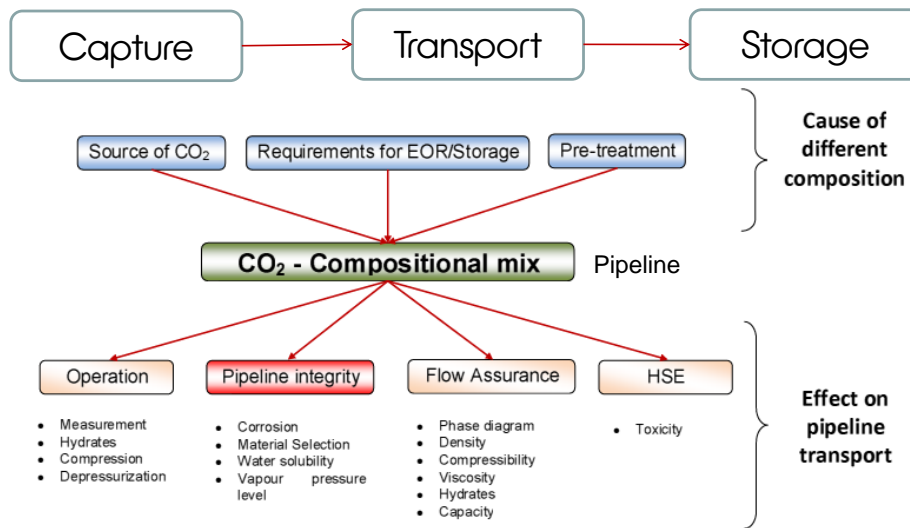 Capture
Transport
Storage
Source of CO₂
Requirements for EOR/Storage
Pre-treatment
Cause of
different
composition
CO₂ - Compositional mix
Pipeline
Operation
Pipeline integrity
Flow Assurance
HSE
• Measurement
• Hydrates
• Compression
• Depressurization
• Corrosion
• Material Selection
• Water solubility
• Vapour pressure
level
• Phase diagram
• Density
• Compressibility
• Viscosity
• Hydrates
• Capacity
• Toxicity
Effect on
pipeline
transport